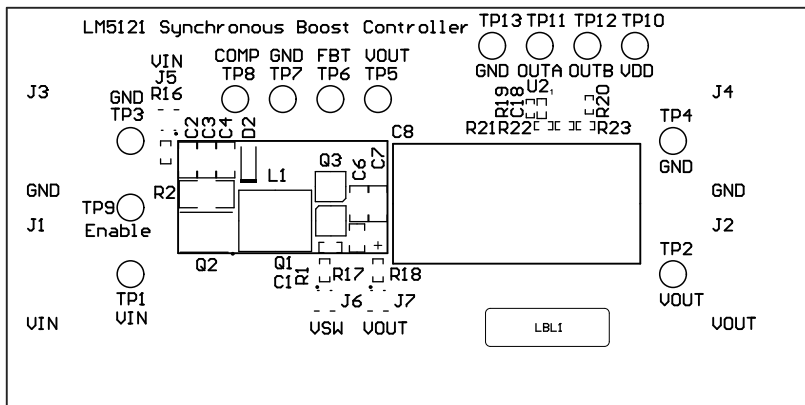 LM5121 Synchronous Boost Controller
TP13 TP11 TP12 TP10
GND OUTA OUTB VDD
VIN
J5
R16
COMP GND FBT VOUT
TP8 TP7 TP6 TP5
J3
GND
TP3
C2
C3
C4
D2
C8
U2
R19
C18
R20
R21 R22 R23
J4
TP4
GND
GND
J1
R2
TP9
Enable
L1
Q3
C6
C7
GND
J2
Q2
Q1
C1
R1
R17
R18
TP1
VIN
VIN
J6
J7
VSW
VOUT
LBL1
TP2
VOUT
VOUT